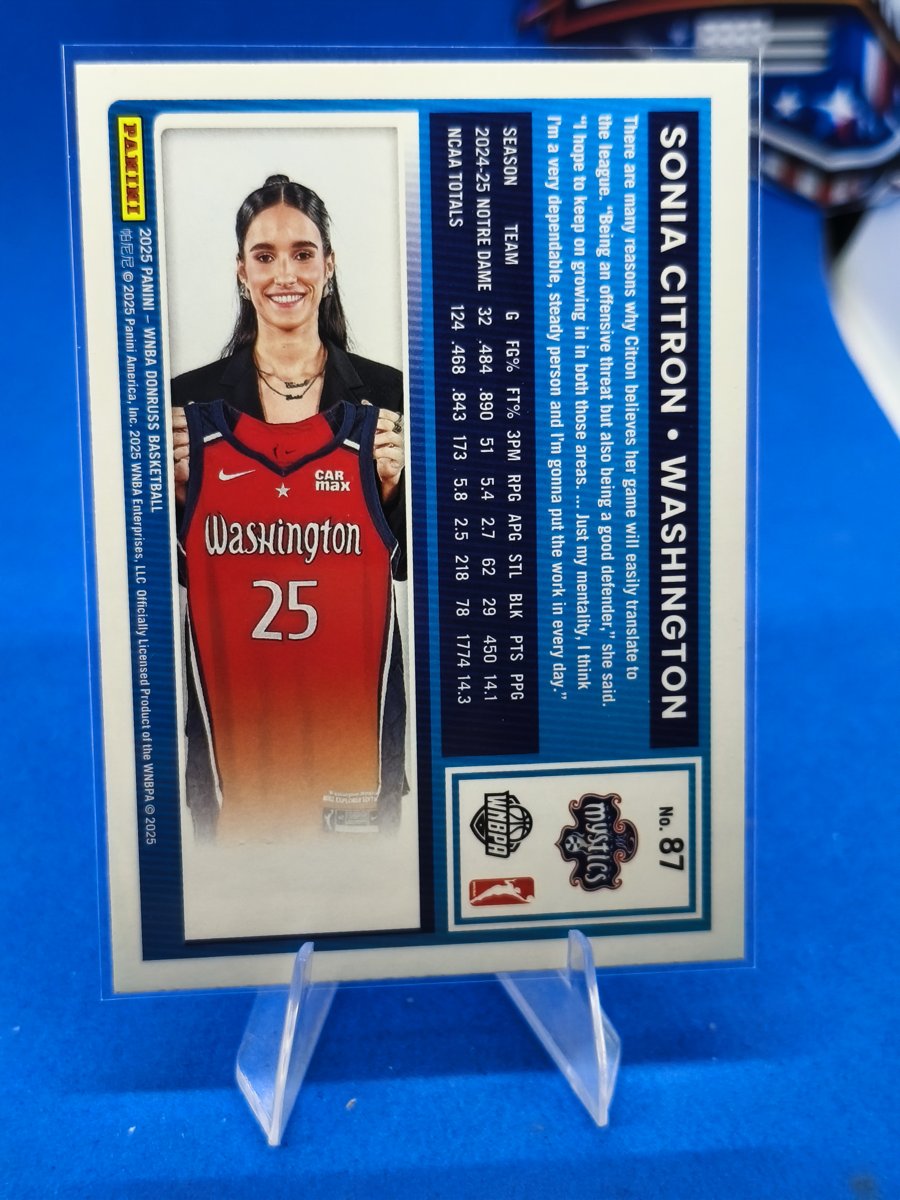 SONIA CITRON • WASHINGTON
There are many reasons why Citron believes her game will easily translate to
the league. "Being an offensive threat but also being a good defender," she said.
"I hope to keep on growing in in both those areas. ... Just my mentality, I think
I'm a very dependable, steady person and I'm gonna put the work in every day."
SEASON TEAM G FG% FT% 3PM RPG APG STL BLK PTS PPG
2024-25 NOTRE DAME 32 .484 .890 51 5.4 2.7 62 29 450 14.1
NCAA TOTALS 124 .468 .843 173 5.8 2.5 218 78 1774 14.3
No. 87
MYSTICS
WNBPA
CAR
max
Washington
25
PANINI
2025 PANINI – WNBA DONRUSS BASKETBALL
帕尼尼 © 2025 Panini America, Inc. 2025 WNBA Enterprises, LLC Officially Licensed Product of the WNBPA © 2025